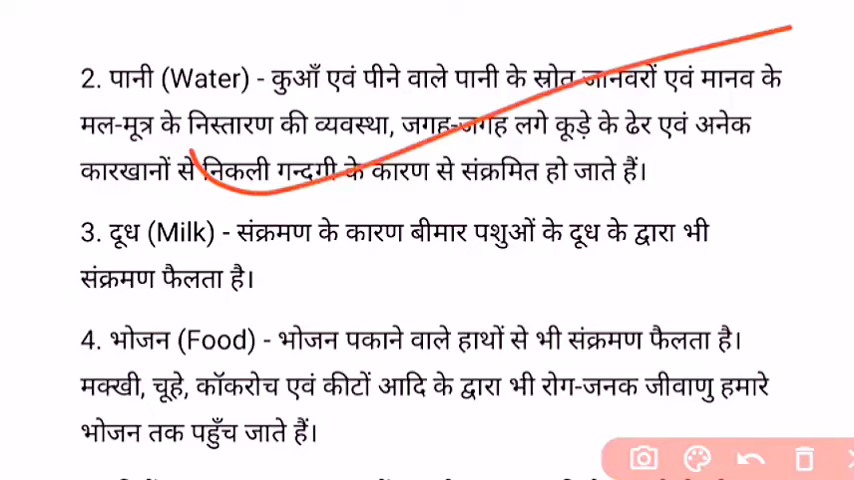 2. पानी (Water) - कुआँ एवं पीने वाले पानी के स्रोत जानवरों एवं मानव के
मल-मूत्र के निस्तारण की व्यवस्था, जगह-जगह लगे कूड़े के ढेर एवं अनेक
कारखानों से निकली गन्दगी के कारण से संक्रमित हो जाते हैं।
3. दूध (Milk) - संक्रमण के कारण बीमार पशुओं के दूध के द्वारा भी
संक्रमण फैलता है।
4. भोजन (Food) - भोजन पकाने वाले हाथों से भी संक्रमण फैलता है।
मक्खी, चूहे, कॉकरोच एवं कीटों आदि के द्वारा भी रोग-जनक जीवाणु हमारे
भोजन तक पहुँच जाते हैं।